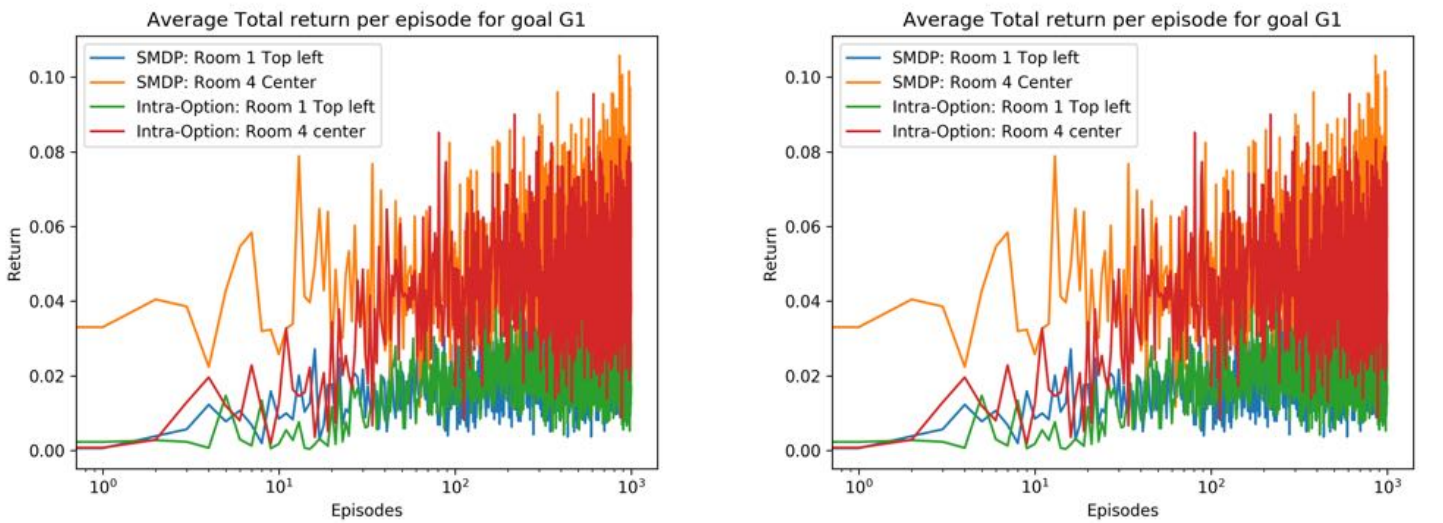 Average Total return per episode for goal G1
SMDP: Room 1 Top left
SMDP: Room 4 Center
Intra-Option: Room 1 Top left
Intra-Option: Room 4 center
0.10
0.08
0.06
0.04
0.02
0.00
Return
10⁰
10¹
10²
10³
Episodes
Average Total return per episode for goal G1
SMDP: Room 1 Top left
SMDP: Room 4 Center
Intra-Option: Room 1 Top left
Intra-Option: Room 4 center
0.10
0.08
0.06
0.04
0.02
0.00
Return
10⁰
10¹
10²
10³
Episodes